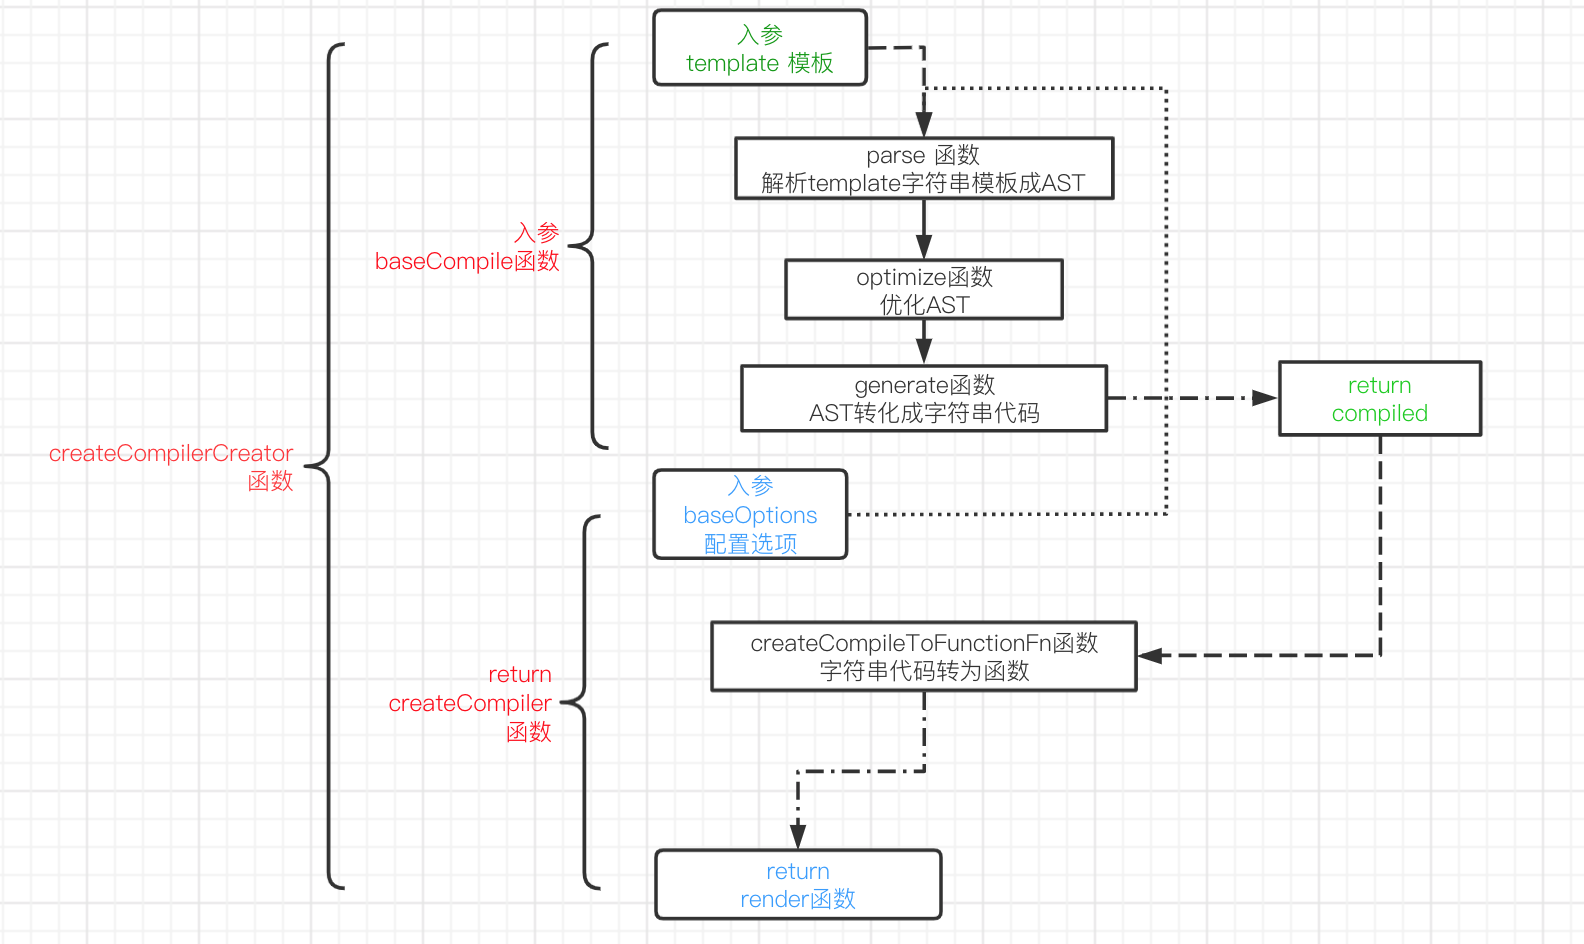 入参
template 模板
parse 函数
解析template字符串模板成AST
入参
baseCompile函数
optimize函数
优化AST
generate函数
AST转化成字符串代码
return
compiled
createCompilerCreator
函数
入参
baseOptions
配置选项
createCompileToFunctionFn函数
字符串代码转为函数
return
createCompiler
函数
return
render函数